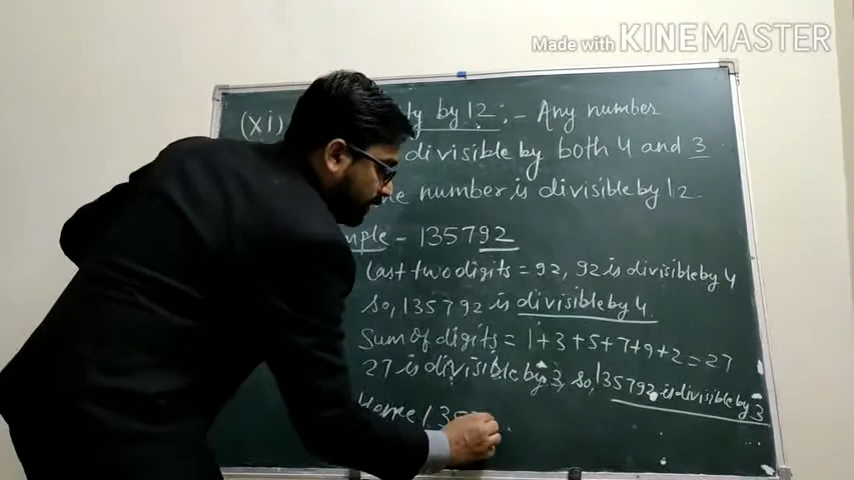 Made with KINEMASTER
(xi) by 12 :- Any number
divisible by both 4 and 3
number is divisible by 12
- 135792
Last two digits = 92, 92 is divisible by 4
So, 135792 is divisible by 4
Sum of digits = 1+3+5+7+9+2=27
27 is divisible by 3, so, 135792 is divisible by 3
Hence 135